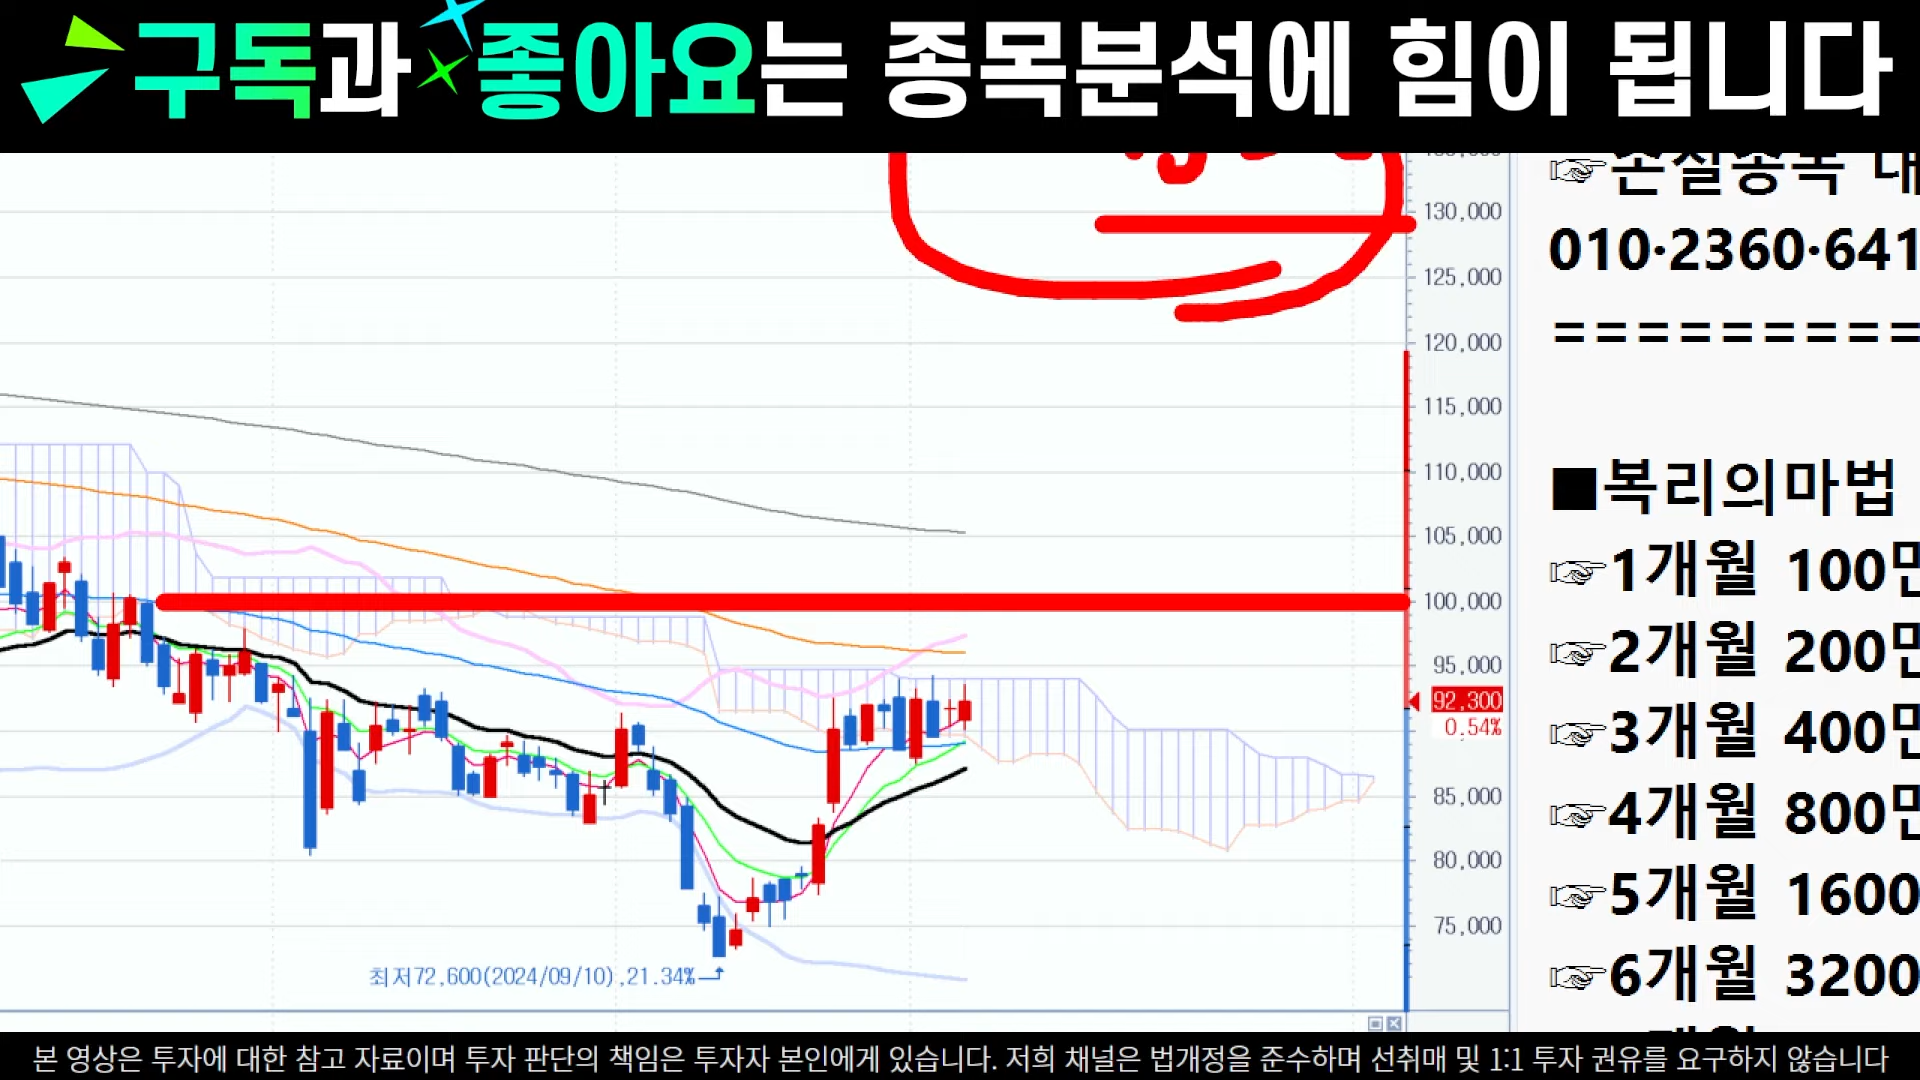 구독과 좋아요는 종목분석에 힘이 됩니다
☞손실종목 대
130,000
010·2360·641
125,000
=========
120,000
115,000
110,000
■복리의마법
105,000
☞1개월 100만
100,000
☞2개월 200만
95,000
92,300
0.54%
☞3개월 400만
85,000
☞4개월 800만
80,000
☞5개월 1600
75,000
최저72,600(2024/09/10),21.34%
☞6개월 3200
본 영상은 투자에 대한 참고 자료이며 투자 판단의 책임은 투자자 본인에게 있습니다. 저희 채널은 법개정을 준수하며 선취매 및 1:1 투자 권유를 요구하지 않습니다